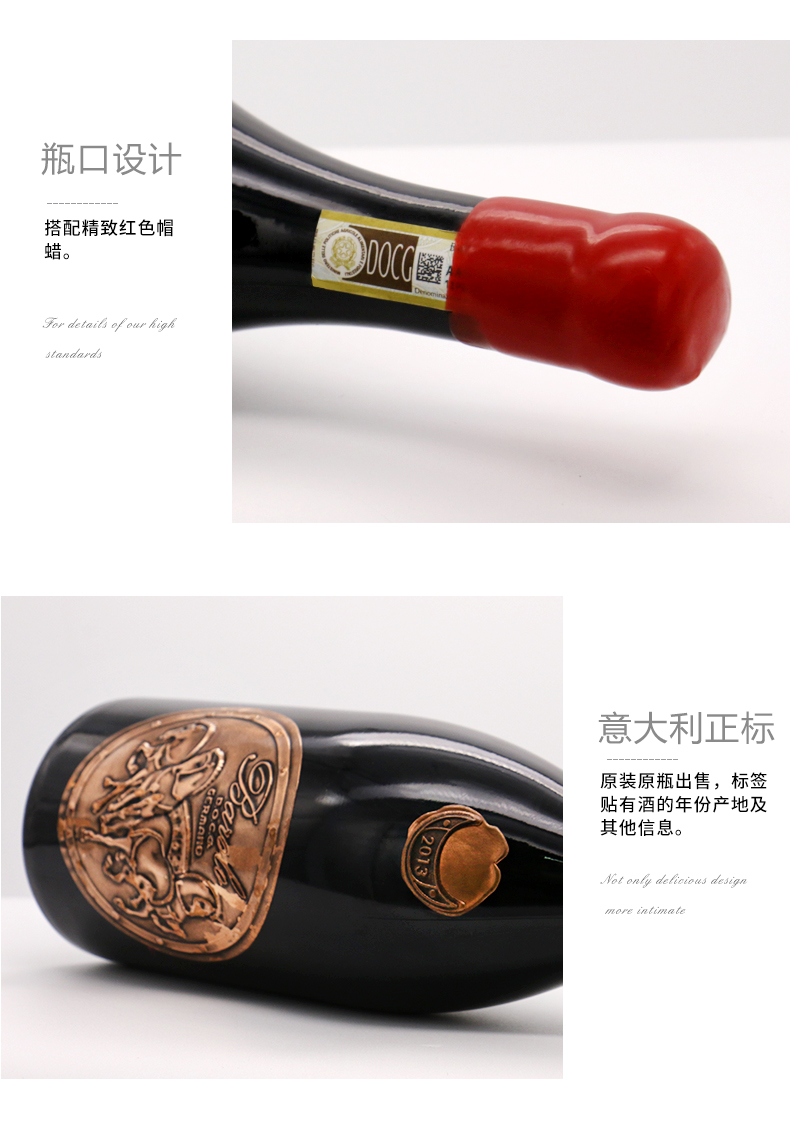 瓶口设计
搭配精致红色帽
蜡。
For details of our high
standards
DOCG
Barolo
D.O.C.G.
GERMANO
2013
意大利正标
原装原瓶出售，标签
贴有酒的年份产地及
其他信息。
Not only delicious design
more intimate